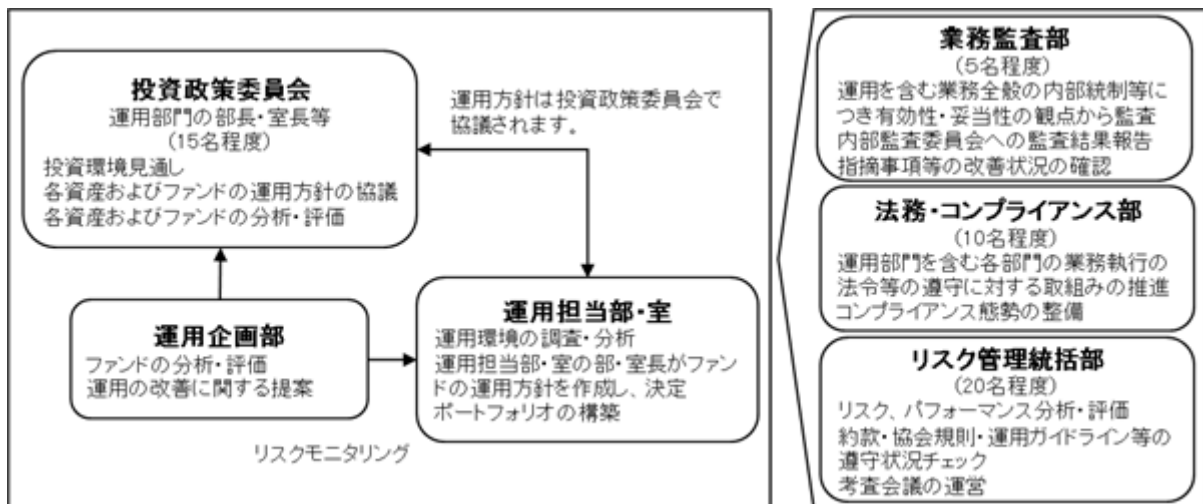 投資政策委員会
運用部門の部長・室長等
(15名程度)
投資環境見通し
各資産およびファンドの運用方針の協議
各資産およびファンドの分析・評価
運用方針は投資政策委員会で
協議されます。
運用企画部
ファンドの分析・評価
運用の改善に関する提案
運用担当部・室
運用環境の調査・分析
運用担当部・室の部・室長がファン
ドの運用方針を作成し、決定
ポートフォリオの構築
リスクモニタリング
業務監査部
(5名程度)
運用を含む業務全般の内部統制等に
つき有効性・妥当性の観点から監査
内部監査委員会への監査結果報告
指摘事項等の改善状況の確認
法務・コンプライアンス部
(10名程度)
運用部門を含む各部門の業務執行の
法令等の遵守に対する取組みの推進
コンプライアンス態勢の整備
リスク管理統括部
(20名程度)
リスク、パフォーマンス分析・評価
約款・協会規則・運用ガイドライン等の
遵守状況チェック
考査会議の運営